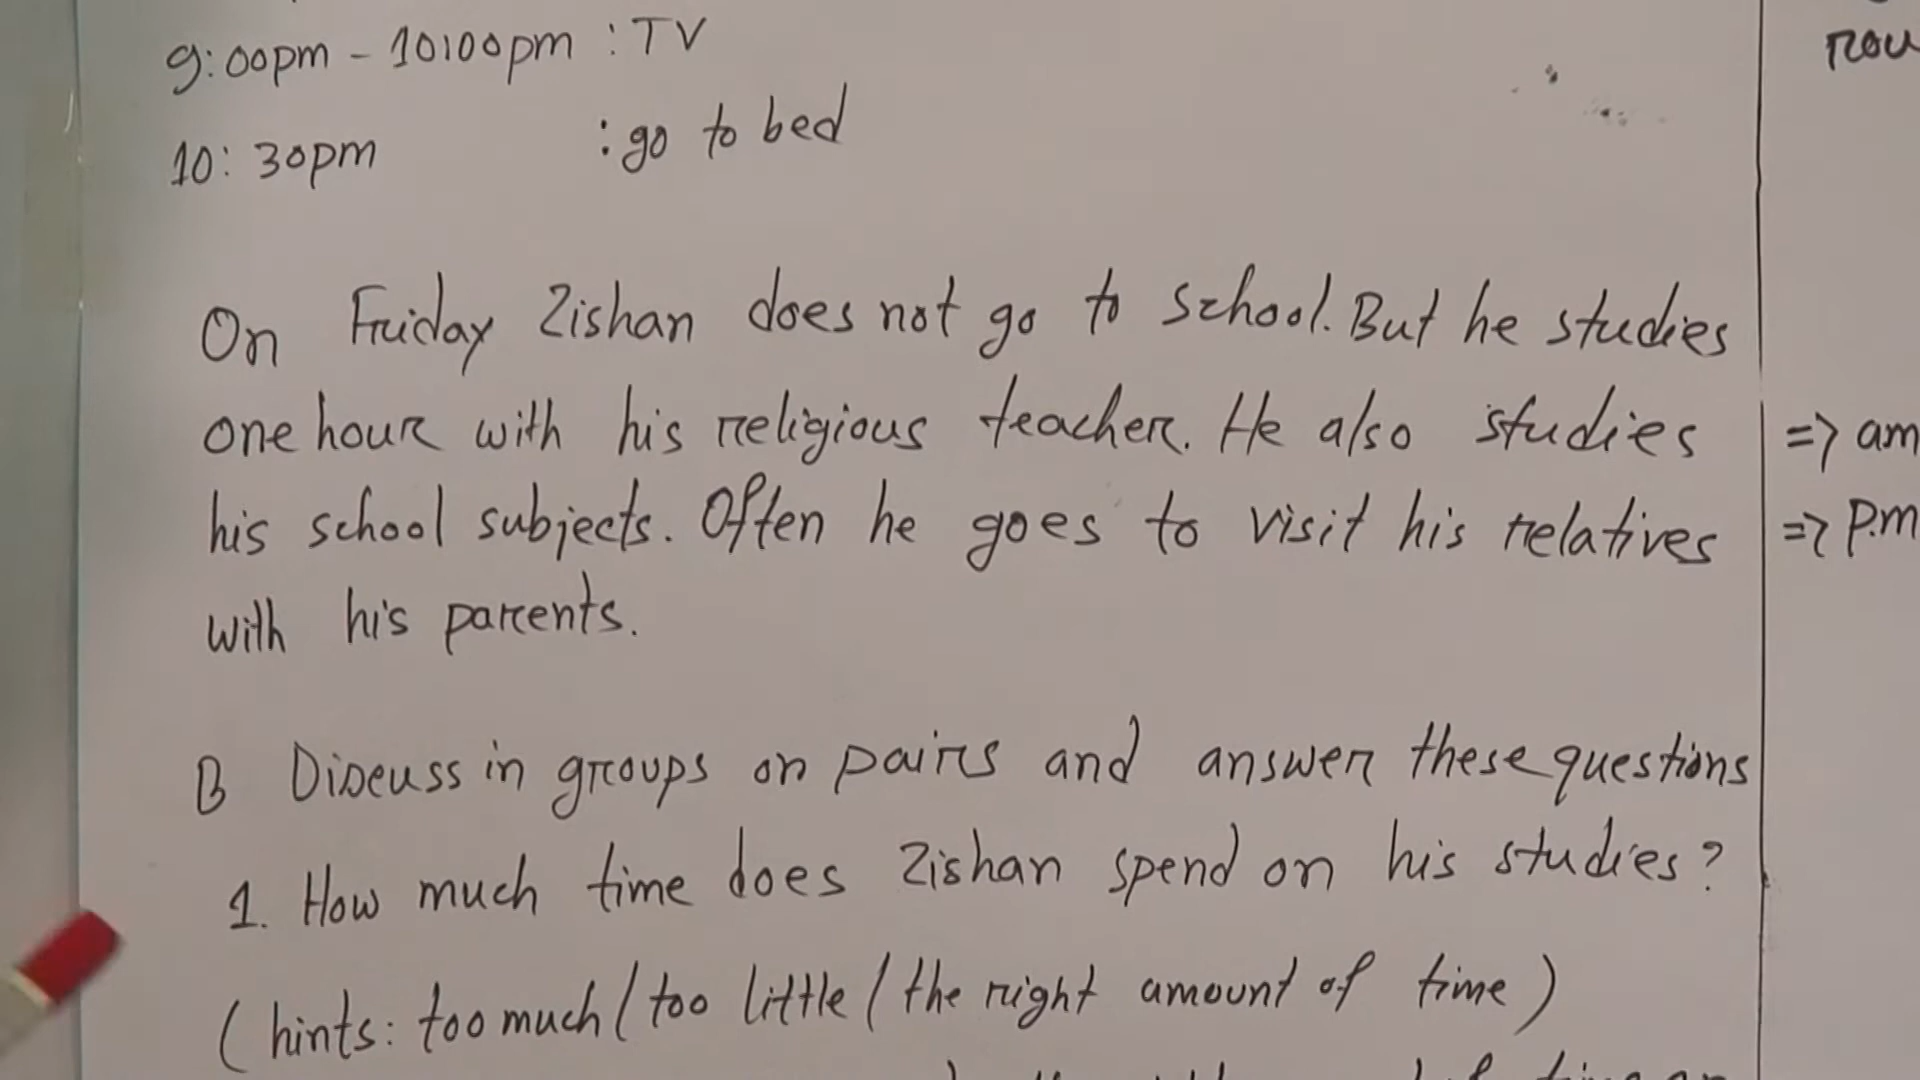 9:00pm - 10:00pm : TV
10:30pm : go to bed
On Friday Zishan does not go to school. But he studies
one hour with his religious teacher. He also studies
his school subjects. Often he goes to visit his relatives
with his parents.
B Discuss in groups or pairs and answer these questions
1. How much time does Zishan spend on his studies?
(hints: too much / too little / the right amount of time)
rou
=> am
=> p.m